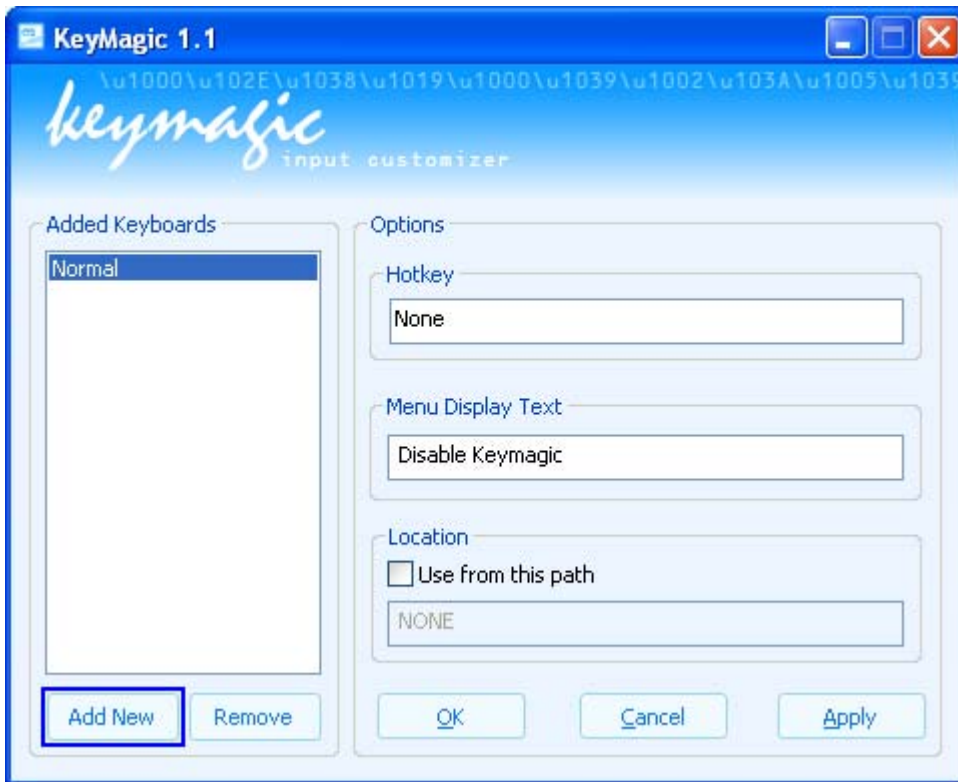 KeyMagic 1.1
\u1000\u102E\u1038\u1019\u1000\u1039\u1002\u103A\u1005\u1039
keymagic
input customizer
Added Keyboards
Normal
Add New
Remove
Options
Hotkey
None
Menu Display Text
Disable Keymagic
Location
Use from this path
NONE
OK
Cancel
Apply